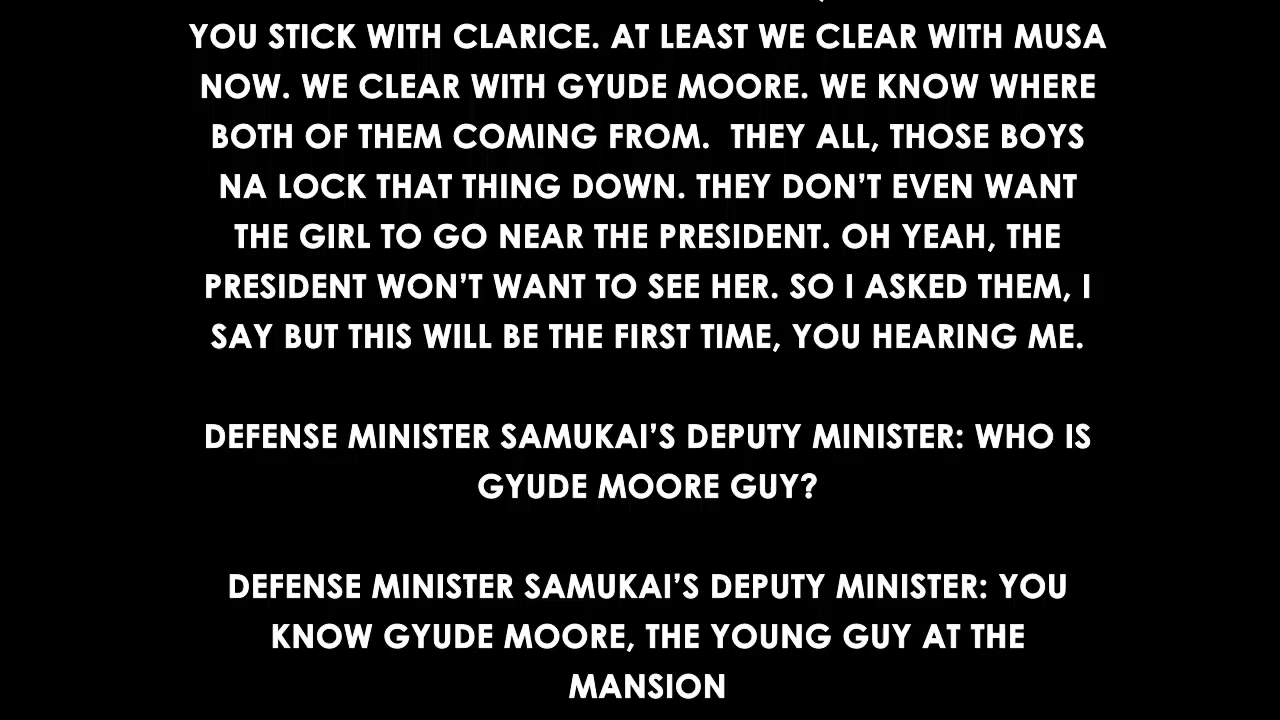 YOU STICK WITH CLARICE. AT LEAST WE CLEAR WITH MUSA
NOW. WE CLEAR WITH GYUDE MOORE. WE KNOW WHERE
BOTH OF THEM COMING FROM.  THEY ALL, THOSE BOYS
NA LOCK THAT THING DOWN. THEY DON’T EVEN WANT
THE GIRL TO GO NEAR THE PRESIDENT. OH YEAH, THE
PRESIDENT WON’T WANT TO SEE HER. SO I ASKED THEM, I
SAY BUT THIS WILL BE THE FIRST TIME, YOU HEARING ME.
DEFENSE MINISTER SAMUKAI’S DEPUTY MINISTER: WHO IS
GYUDE MOORE GUY?
DEFENSE MINISTER SAMUKAI’S DEPUTY MINISTER: YOU
KNOW GYUDE MOORE, THE YOUNG GUY AT THE
MANSION